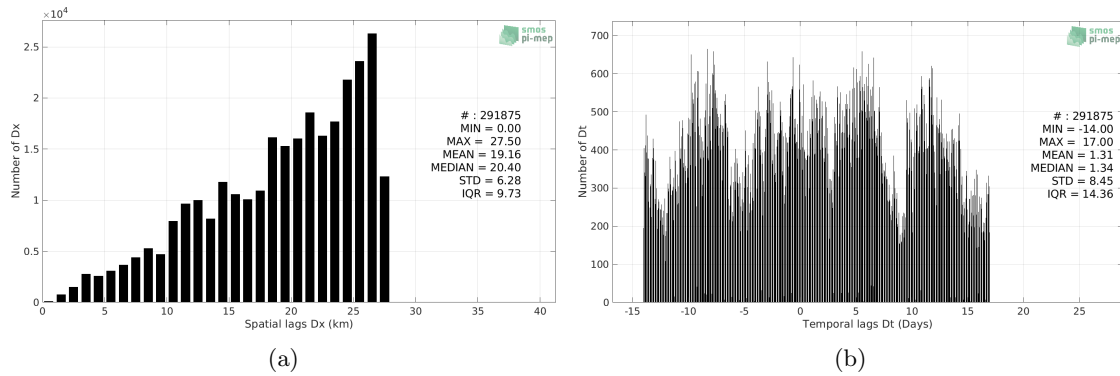 ×10⁴
2.5
2
1.5
1
0.5
0
0 5 10 15 20 25 30 35 40
Number of Dx
Spatial lags Dx (km)
smos
pi-mep
# : 291875
MIN = 0.00
MAX = 27.50
MEAN = 19.16
MEDIAN = 20.40
STD = 6.28
IQR = 9.73
(a)
700
600
500
400
300
200
100
0
-15 -10 -5 0 5 10 15 20 25
Number of Dt
Temporal lags Dt (Days)
smos
pi-mep
# : 291875
MIN = -14.00
MAX = 17.00
MEAN = 1.31
MEDIAN = 1.34
STD = 8.45
IQR = 14.36
(b)